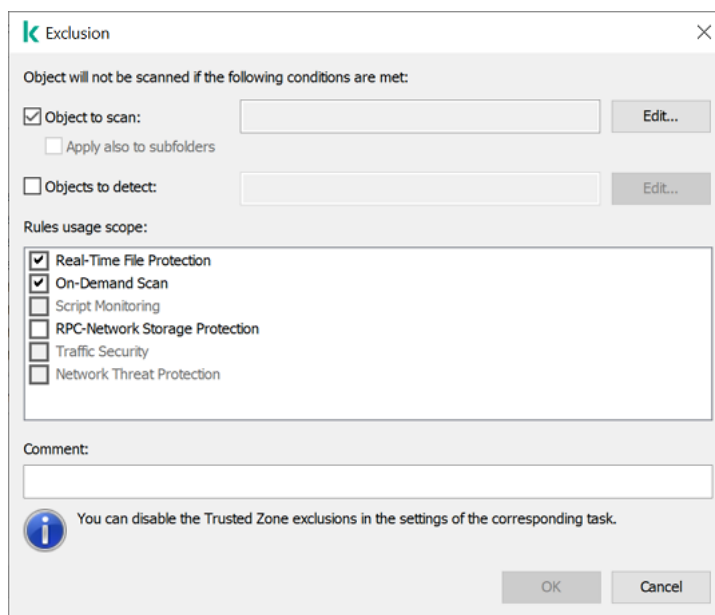 Exclusion
Object will not be scanned if the following conditions are met:
Object to scan:
Edit...
Apply also to subfolders
Objects to detect:
Edit...
Rules usage scope:
Real-Time File Protection
On-Demand Scan
Script Monitoring
RPC-Network Storage Protection
Traffic Security
Network Threat Protection
Comment:
You can disable the Trusted Zone exclusions in the settings of the corresponding task.
OK
Cancel